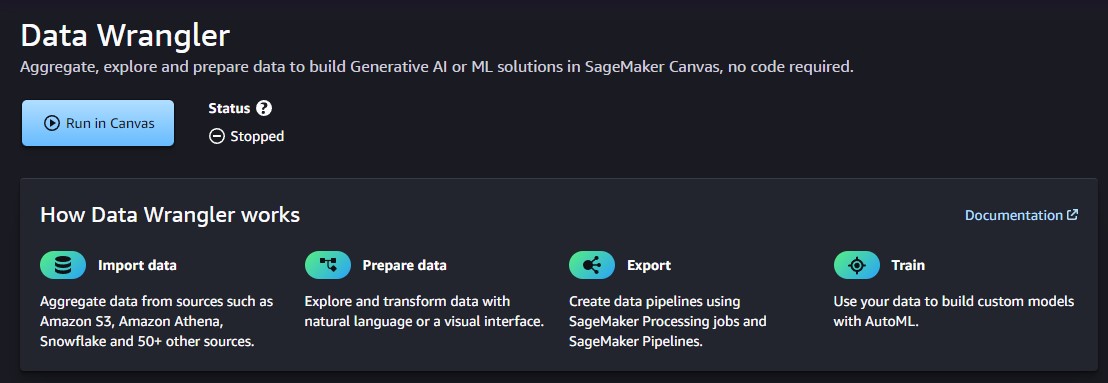 Data Wrangler
Aggregate, explore and prepare data to build Generative AI or ML solutions in SageMaker Canvas, no code required.
Run in Canvas
Status ?
Stopped
How Data Wrangler works
Documentation
Import data
Aggregate data from sources such as
Amazon S3, Amazon Athena,
Snowflake and 50+ other sources.
Prepare data
Explore and transform data with
natural language or a visual interface.
Export
Create data pipelines using
SageMaker Processing jobs and
SageMaker Pipelines.
Train
Use your data to build custom models
with AutoML.